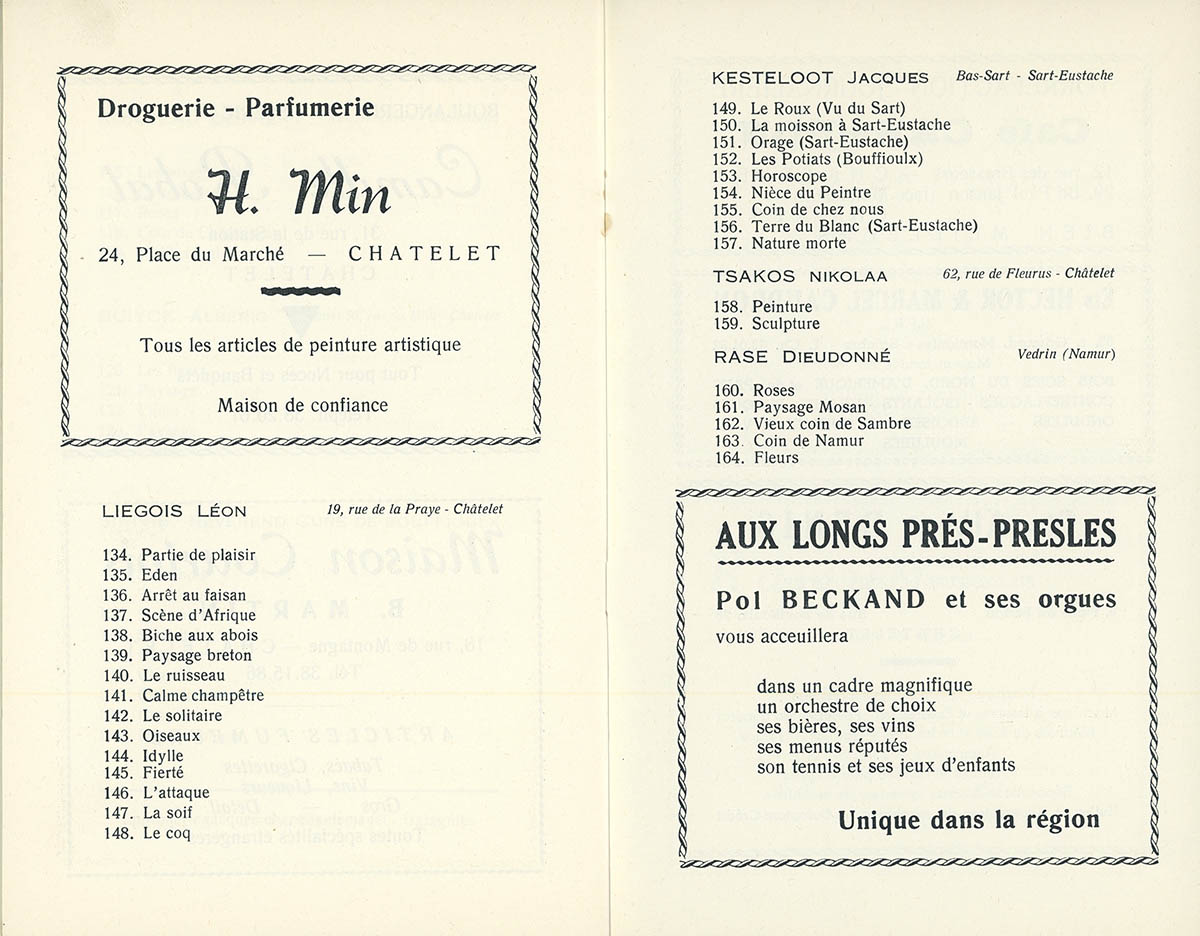 Droguerie - Parfumerie
H. Min
24, Place du Marché — CHATELET
Tous les articles de peinture artistique
Maison de confiance
LIEGOIS LÉON 19, rue de la Praye - Châtelet
134. Partie de plaisir
135. Eden
136. Arrêt au faisan
137. Scène d'Afrique
138. Biche aux abois
139. Paysage breton
140. Le ruisseau
141. Calme champêtre
142. Le solitaire
143. Oiseaux
144. Idylle
145. Fierté
146. L'attaque
147. La soif
148. Le coq
KESTELOOT JACQUES Bas-Sart - Sart-Eustache
149. Le Roux (Vu du Sart)
150. La moisson à Sart-Eustache
151. Orage (Sart-Eustache)
152. Les Potiats (Bouffioulx)
153. Horoscope
154. Nièce du Peintre
155. Coin de chez nous
156. Terre du Blanc (Sart-Eustache)
157. Nature morte
TSAKOS NIKOLAA 62, rue de Fleurus - Châtelet
158. Peinture
159. Sculpture
RASE DIEUDONNÉ Vedrin (Namur)
160. Roses
161. Paysage Mosan
162. Vieux coin de Sambre
163. Coin de Namur
164. Fleurs
AUX LONGS PRÉS-PRESLES
Pol BECKAND et ses orgues
vous acceuillera
dans un cadre magnifique
un orchestre de choix
ses bières, ses vins
ses menus réputés
son tennis et ses jeux d'enfants
Unique dans la région